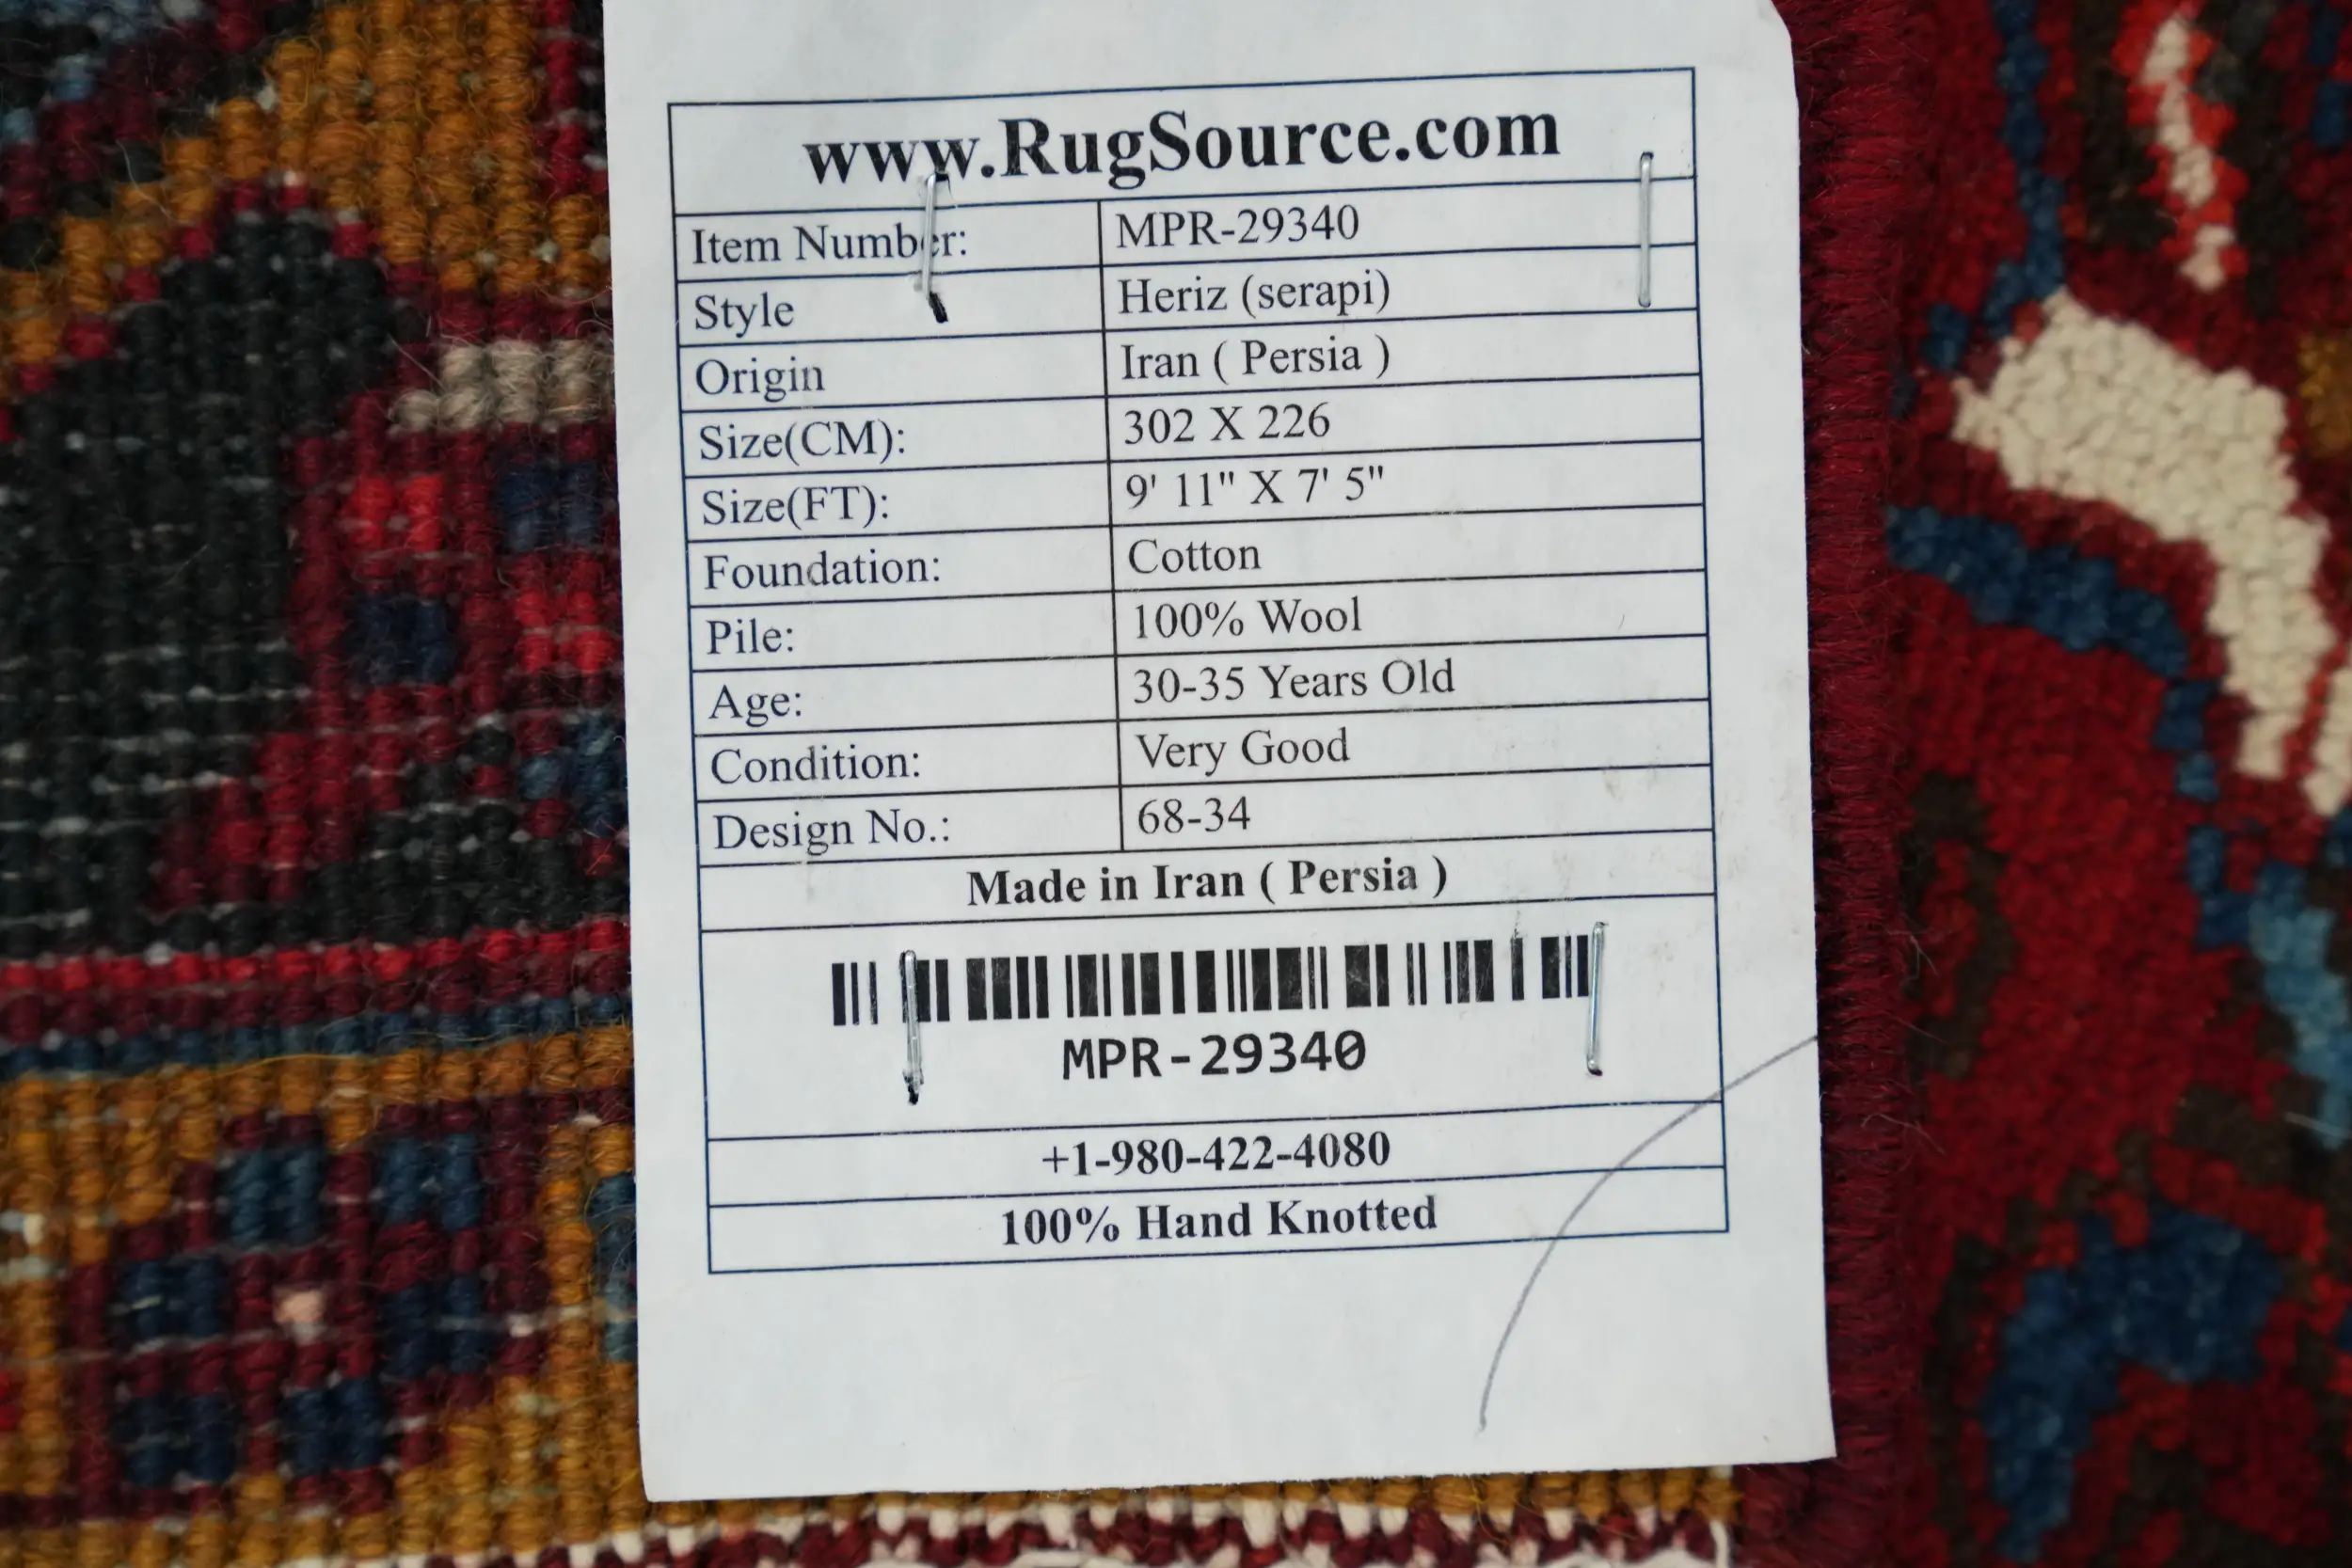 www.RugSource.com
Item Number: MPR-29340
Style Heriz (serapi)
Origin Iran ( Persia )
Size(CM): 302 X 226
Size(FT): 9' 11" X 7' 5"
Foundation: Cotton
Pile: 100% Wool
Age: 30-35 Years Old
Condition: Very Good
Design No.: 68-34
Made in Iran ( Persia )
MPR-29340
+1-980-422-4080
100% Hand Knotted